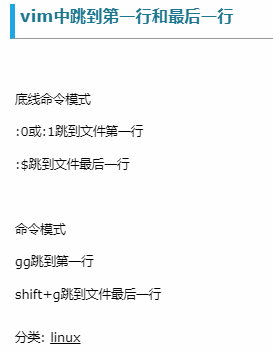 vim中跳到第一行和最后一行
底线命令模式
:0或:1跳到文件第一行
:$跳到文件最后一行
命令模式
gg跳到第一行
shift+g跳到文件最后一行
分类: linux